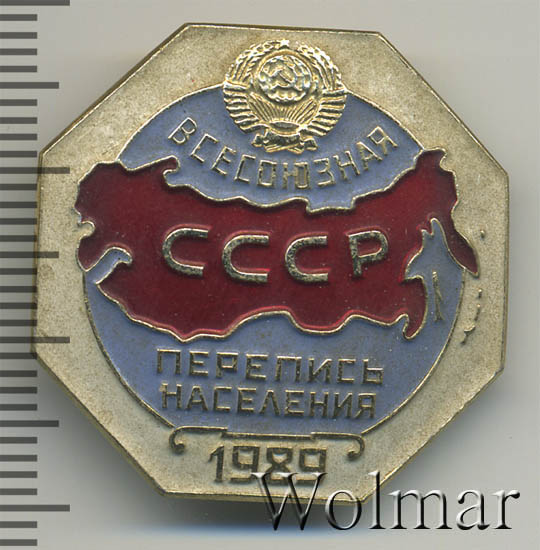 ВСЕСОЮЗНАЯ
СССР
ПЕРЕПИСЬ
НАСЕЛЕНИЯ
1989
Wolmar